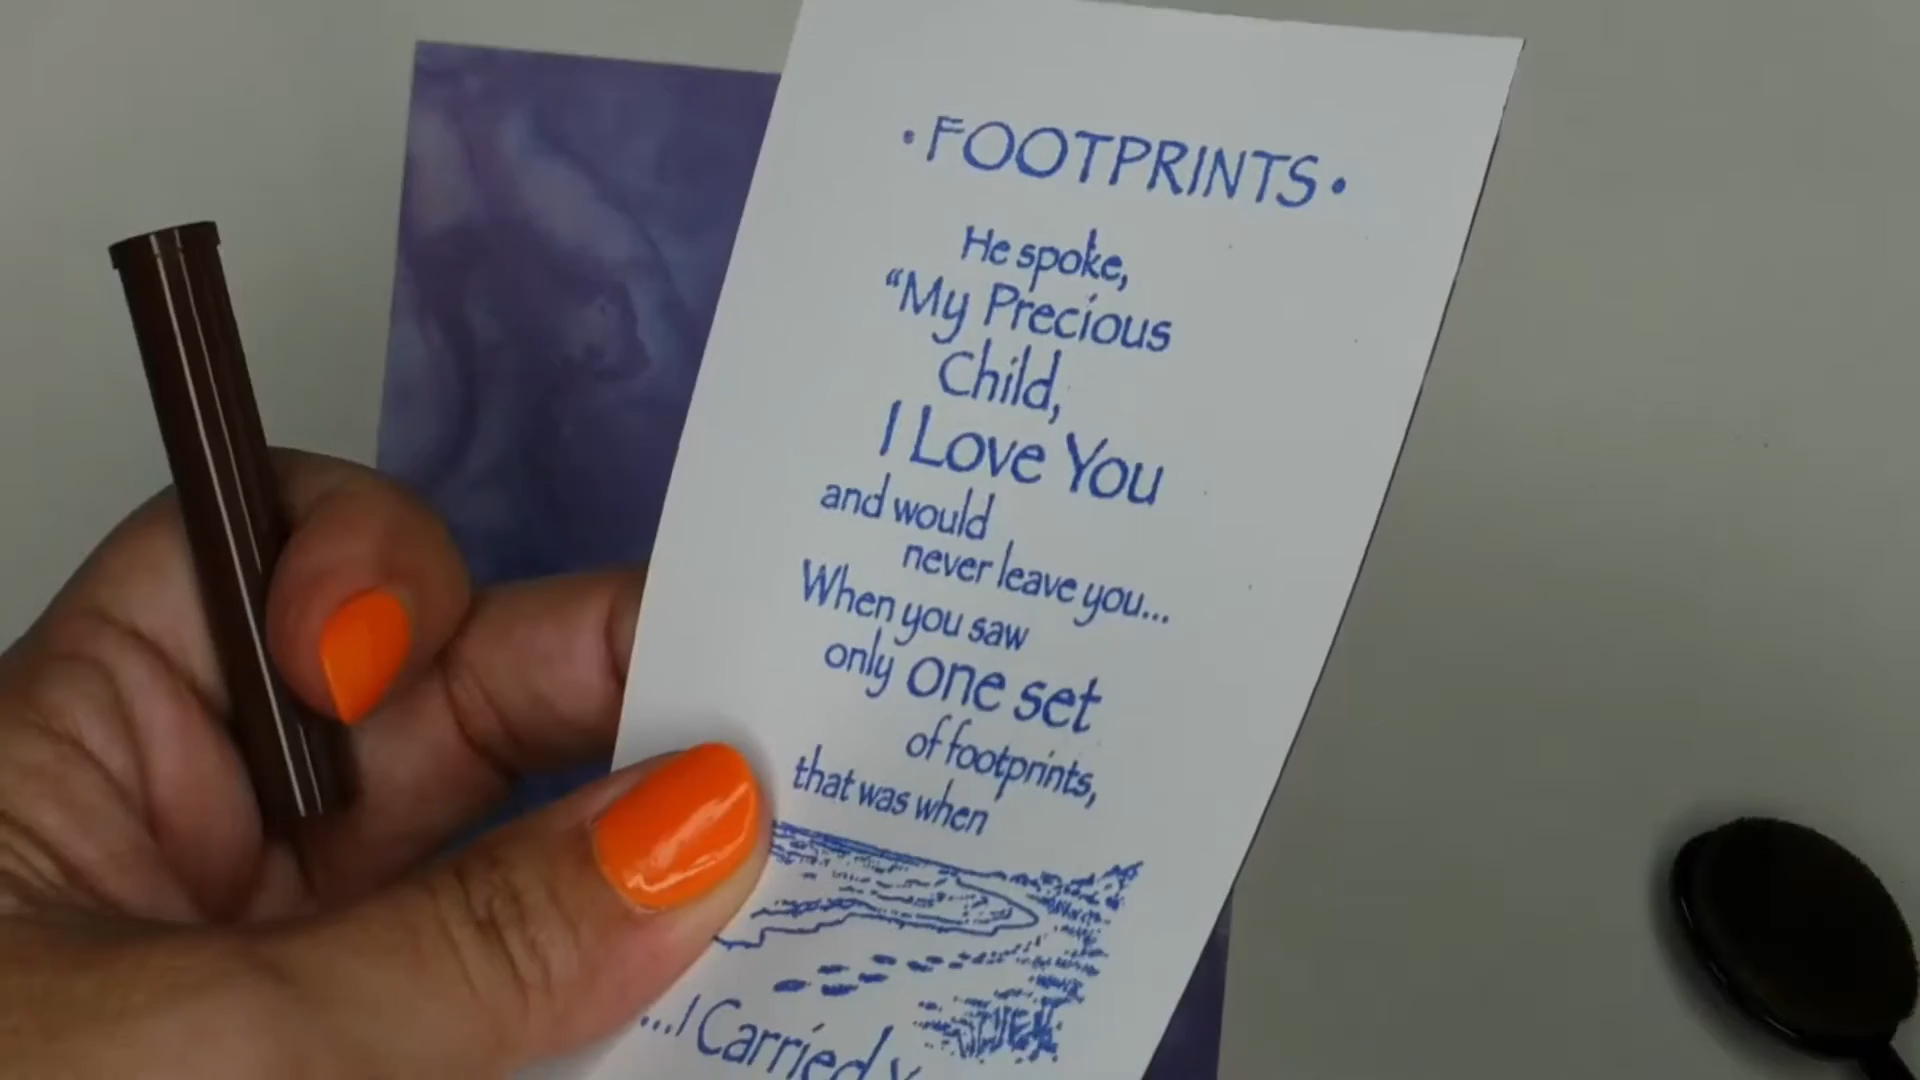 • FOOTPRINTS •
He spoke,
“My Precious
Child,
I Love You
and would
never leave you...
When you saw
only one set
of footprints,
that was when
...I Carried